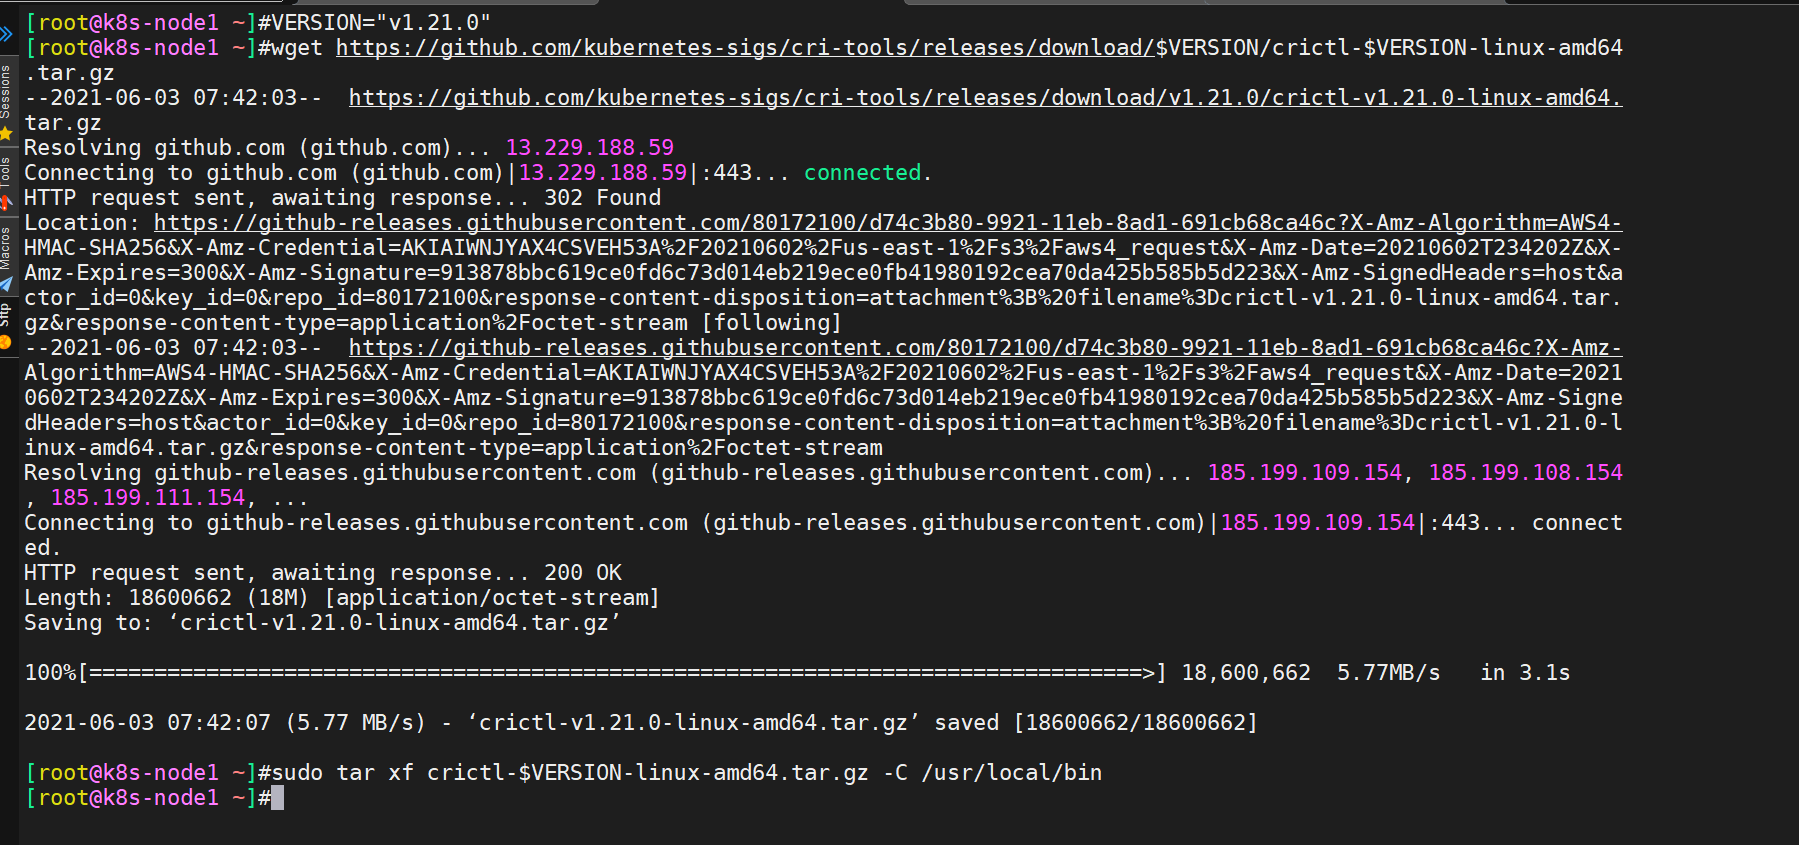 [root@k8s-node1 ~]#VERSION="v1.21.0"
[root@k8s-node1 ~]#wget https://github.com/kubernetes-sigs/cri-tools/releases/download/$VERSION/crictl-$VERSION-linux-amd64
.tar.gz
--2021-06-03 07:42:03--  https://github.com/kubernetes-sigs/cri-tools/releases/download/v1.21.0/crictl-v1.21.0-linux-amd64.
tar.gz
Resolving github.com (github.com)... 13.229.188.59
Connecting to github.com (github.com)|13.229.188.59|:443... connected.
HTTP request sent, awaiting response... 302 Found
Location: https://github-releases.githubusercontent.com/80172100/d74c3b80-9921-11eb-8ad1-691cb68ca46c?X-Amz-Algorithm=AWS4-
HMAC-SHA256&X-Amz-Credential=AKIAIWNJYAX4CSVEH53A%2F20210602%2Fus-east-1%2Fs3%2Faws4_request&X-Amz-Date=20210602T234202Z&X-
Amz-Expires=300&X-Amz-Signature=913878bbc619ce0fd6c73d014eb219ece0fb41980192cea70da425b585b5d223&X-Amz-SignedHeaders=host&a
ctor_id=0&key_id=0&repo_id=80172100&response-content-disposition=attachment%3B%20filename%3Dcrictl-v1.21.0-linux-amd64.tar.
gz&response-content-type=application%2Foctet-stream [following]
--2021-06-03 07:42:03--  https://github-releases.githubusercontent.com/80172100/d74c3b80-9921-11eb-8ad1-691cb68ca46c?X-Amz-
Algorithm=AWS4-HMAC-SHA256&X-Amz-Credential=AKIAIWNJYAX4CSVEH53A%2F20210602%2Fus-east-1%2Fs3%2Faws4_request&X-Amz-Date=2021
0602T234202Z&X-Amz-Expires=300&X-Amz-Signature=913878bbc619ce0fd6c73d014eb219ece0fb41980192cea70da425b585b5d223&X-Amz-Signe
dHeaders=host&actor_id=0&key_id=0&repo_id=80172100&response-content-disposition=attachment%3B%20filename%3Dcrictl-v1.21.0-l
inux-amd64.tar.gz&response-content-type=application%2Foctet-stream
Resolving github-releases.githubusercontent.com (github-releases.githubusercontent.com)... 185.199.109.154, 185.199.108.154
, 185.199.111.154, ...
Connecting to github-releases.githubusercontent.com (github-releases.githubusercontent.com)|185.199.109.154|:443... connect
ed.
HTTP request sent, awaiting response... 200 OK
Length: 18600662 (18M) [application/octet-stream]
Saving to: ‘crictl-v1.21.0-linux-amd64.tar.gz’
100%[=================================================================================>] 18,600,662  5.77MB/s   in 3.1s
2021-06-03 07:42:07 (5.77 MB/s) - ‘crictl-v1.21.0-linux-amd64.tar.gz’ saved [18600662/18600662]
[root@k8s-node1 ~]#sudo tar xf crictl-$VERSION-linux-amd64.tar.gz -C /usr/local/bin
[root@k8s-node1 ~]#
Sessions
Tools
Macros
Sftp